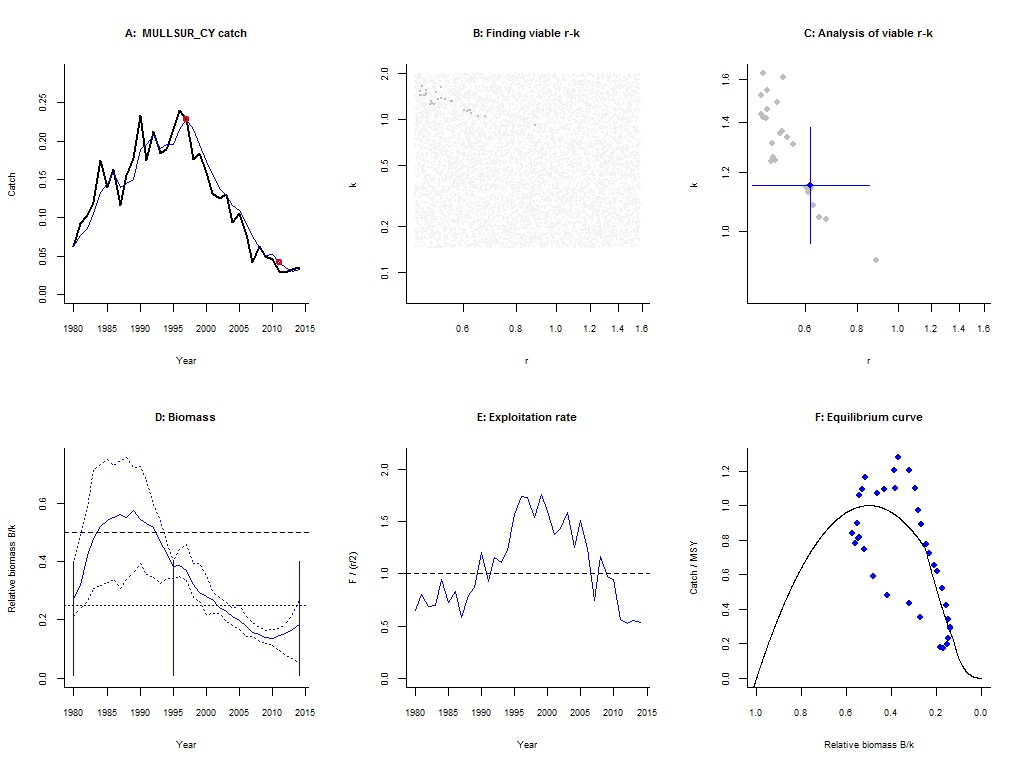 A: MULLSUR_CY catch
Catch
0.25
0.20
0.15
0.10
0.05
0.00
1980 1985 1990 1995 2000 2005 2010 2015
Year
B: Finding viable r-k
k
2.0
1.0
0.5
0.2
0.1
0.6 0.8 1.0 1.2 1.4 1.6
r
C: Analysis of viable r-k
k
1.6
1.4
1.2
1.0
0.6 0.8 1.0 1.2 1.4 1.6
r
D: Biomass
Relative biomass B/k
0.6
0.4
0.2
0.0
1980 1985 1990 1995 2000 2005 2010 2015
Year
E: Exploitation rate
F / (r/2)
2.0
1.5
1.0
0.5
0.0
1980 1985 1990 1995 2000 2005 2010 2015
Year
F: Equilibrium curve
Catch / MSY
1.2
1.0
0.8
0.6
0.4
0.2
0.0
1.0 0.8 0.6 0.4 0.2 0.0
Relative biomass B/k